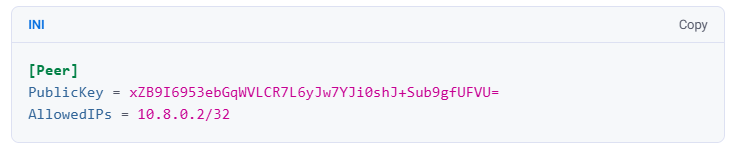 INI
Copy
[Peer]
PublicKey = xZB9I6953ebGqWVLCR7L6yJw7YJi0shJ+Sub9gfUFVU=
AllowedIPs = 10.8.0.2/32